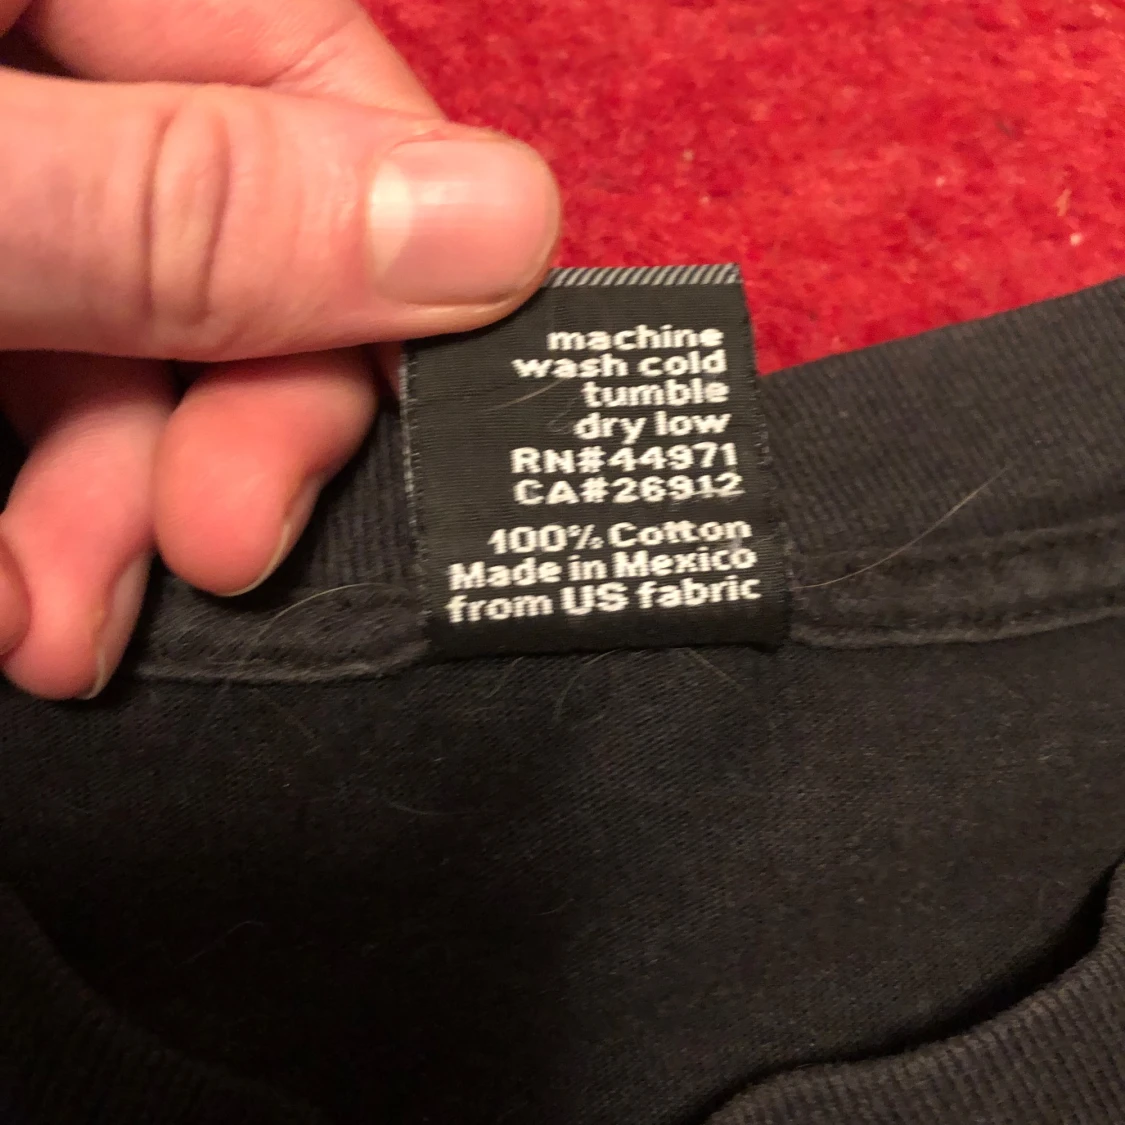 machine
wash cold
tumble
dry low
RN#44971
CA#26912
100% Cotton
Made in Mexico
from US fabric